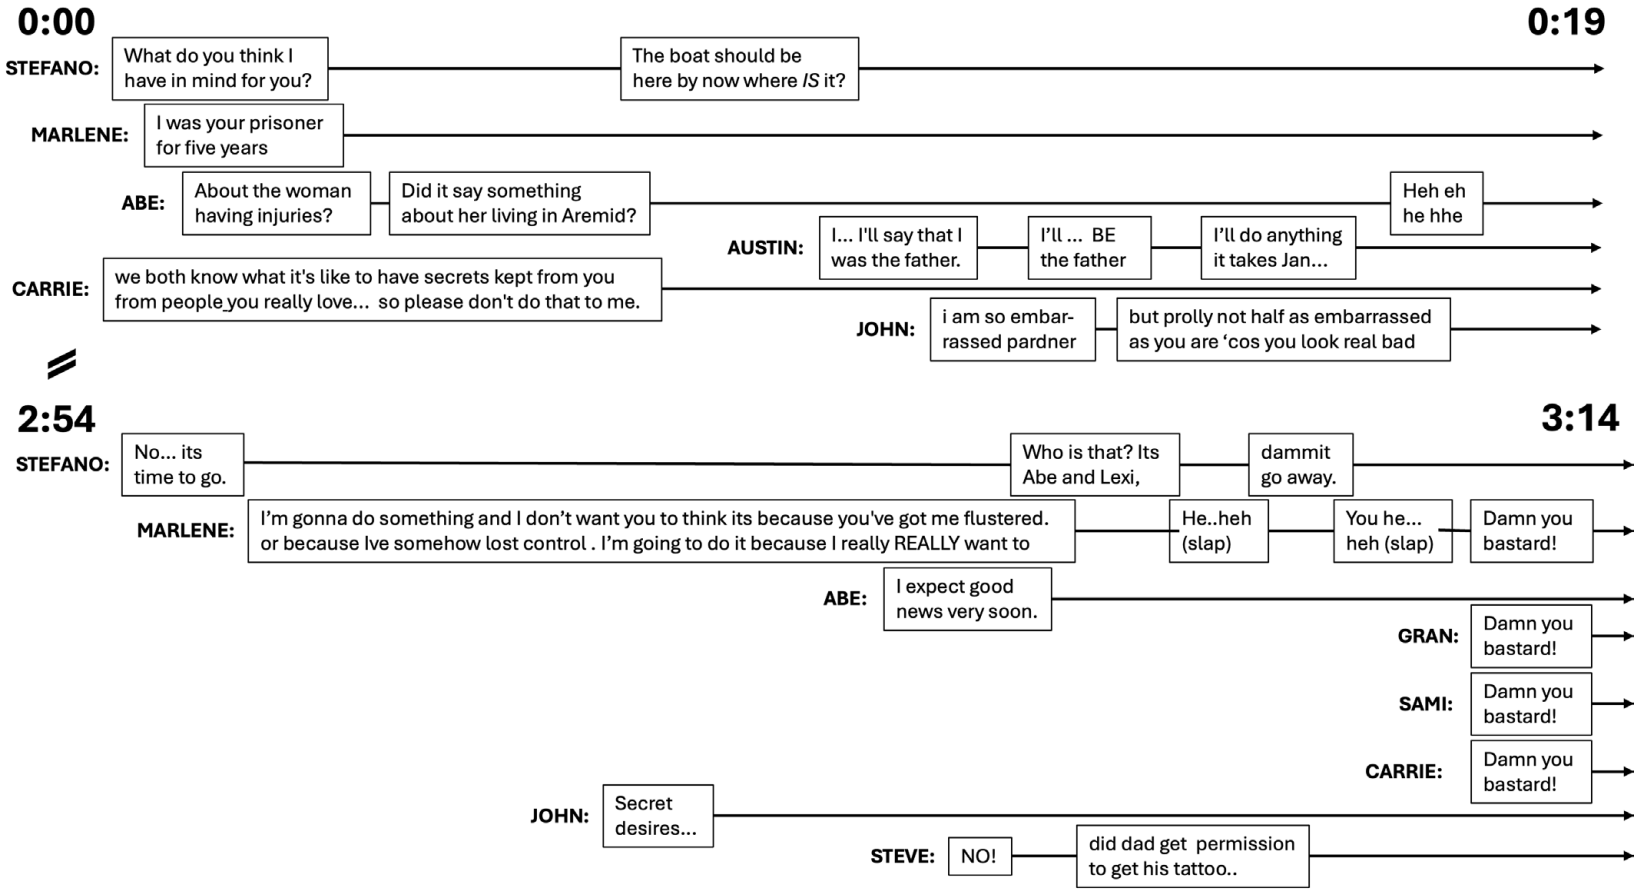 0:00
0:19
STEFANO:
What do you think I
have in mind for you?
The boat should be
here by now where IS it?
MARLENE:
I was your prisoner
for five years
ABE:
About the woman
having injuries?
Did it say something
about her living in Aremid?
Heh eh
he hhe
AUSTIN:
I... I'll say that I
was the father.
I'll ... BE
the father
I'll do anything
it takes Jan...
CARRIE:
we both know what it's like to have secrets kept from you
from people you really love... so please don't do that to me.
JOHN:
i am so embar-
rassed pardner
but prolly not half as embarrassed
as you are ‘cos you look real bad
2:54
3:14
STEFANO:
No... its
time to go.
Who is that? Its
Abe and Lexi,
dammit
go away.
MARLENE:
I'm gonna do something and I don't want you to think its because you've got me flustered.
or because Ive somehow lost control . I'm going to do it because I really REALLY want to
He..heh
(slap)
You he...
heh (slap)
Damn you
bastard!
ABE:
I expect good
news very soon.
GRAN:
Damn you
bastard!
SAMI:
Damn you
bastard!
CARRIE:
Damn you
bastard!
JOHN:
Secret
desires...
STEVE:
NO!
did dad get permission
to get his tattoo..